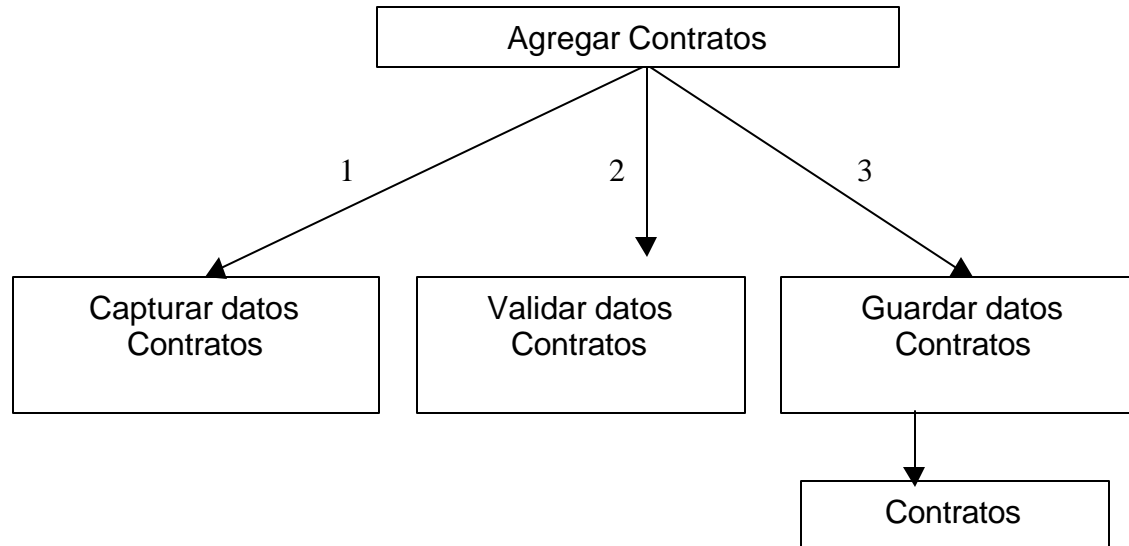 Agregar Contratos
1
2
3
Capturar datos
Contratos
Validar datos
Contratos
Guardar datos
Contratos
Contratos